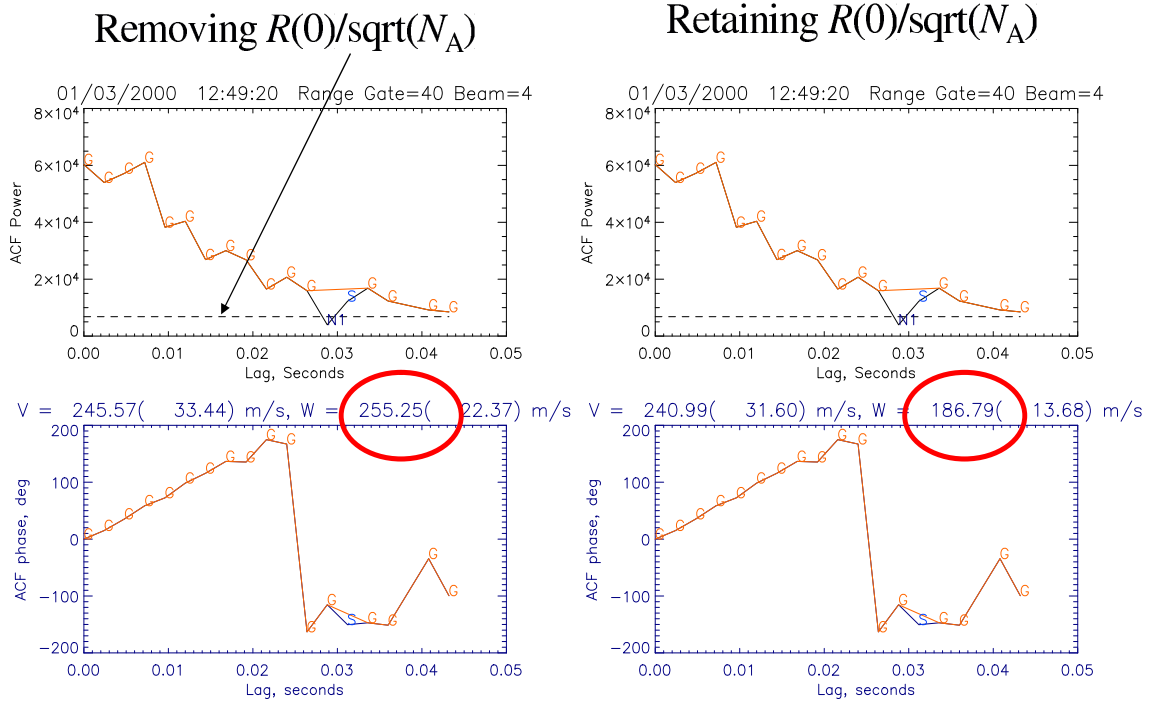 Removing R(0)/sqrt(N_A)
01/03/2000 12:49:20 Range Gate=40 Beam=4
8×10⁴
6×10⁴
4×10⁴
2×10⁴
0
ACF Power
G G G G G G G G G G G G N↑ S G G G G
0.00 0.01 0.02 0.03 0.04 0.05
Lag, Seconds
V = 245.57( 33.44) m/s, W = 255.25( 22.37) m/s
200
100
0
−100
−200
ACF phase, deg
G G G G G G G G G G G G G S G G G G
0.00 0.01 0.02 0.03 0.04 0.05
Lag, seconds
Retaining R(0)/sqrt(N_A)
01/03/2000 12:49:20 Range Gate=40 Beam=4
8×10⁴
6×10⁴
4×10⁴
2×10⁴
0
ACF Power
G G G G G G G G G G G G N↑ S G G G G
0.00 0.01 0.02 0.03 0.04 0.05
Lag, Seconds
V = 240.99( 31.60) m/s, W = 186.79( 13.68) m/s
200
100
0
−100
−200
ACF phase, deg
G G G G G G G G G G G G G S G G G G
0.00 0.01 0.02 0.03 0.04 0.05
Lag, seconds